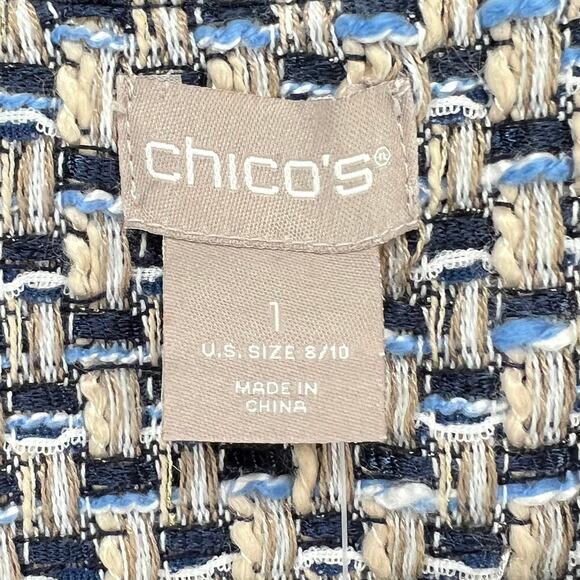 chico's®
1
U.S. SIZE 8/10
MADE IN
CHINA